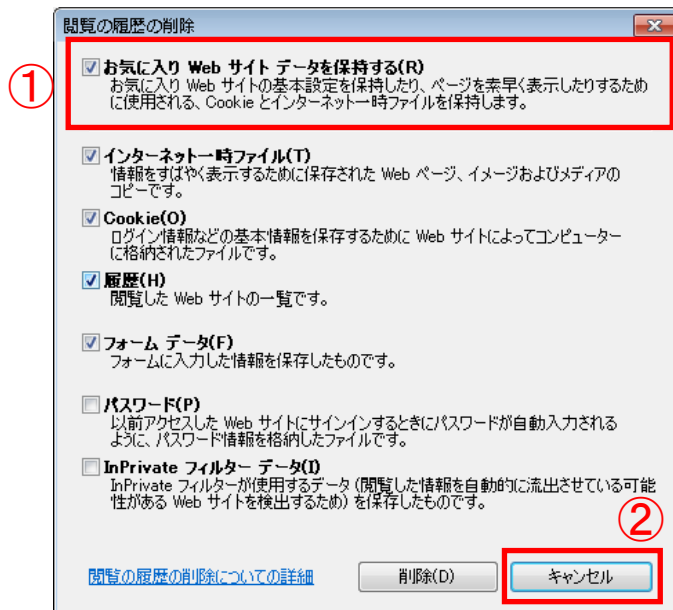 閲覧の履歴の削除
①
お気に入り Web サイト データを保持する(R)
お気に入り Web サイトの基本設定を保持したり、ページを素早く表示したりするため
に使用される、Cookie とインターネット一時ファイルを保持します。
インターネット一時ファイル(T)
情報をすばやく表示するために保存された Web ページ、イメージおよびメディアの
コピーです。
Cookie(O)
ログイン情報などの基本情報を保存するために Web サイトによってコンピューター
に格納されたファイルです。
履歴(H)
閲覧した Web サイトの一覧です。
フォーム データ(F)
フォームに入力した情報を保存したものです。
パスワード(P)
以前アクセスした Web サイトにサインインするときにパスワードが自動入力される
ように、パスワード情報を格納したファイルです。
InPrivate フィルター データ(I)
InPrivate フィルターが使用するデータ (閲覧した情報を自動的に流出させている可能
性がある Web サイトを検出するため) を保存したものです。
②
閲覧の履歴の削除についての詳細
削除(D)
キャンセル